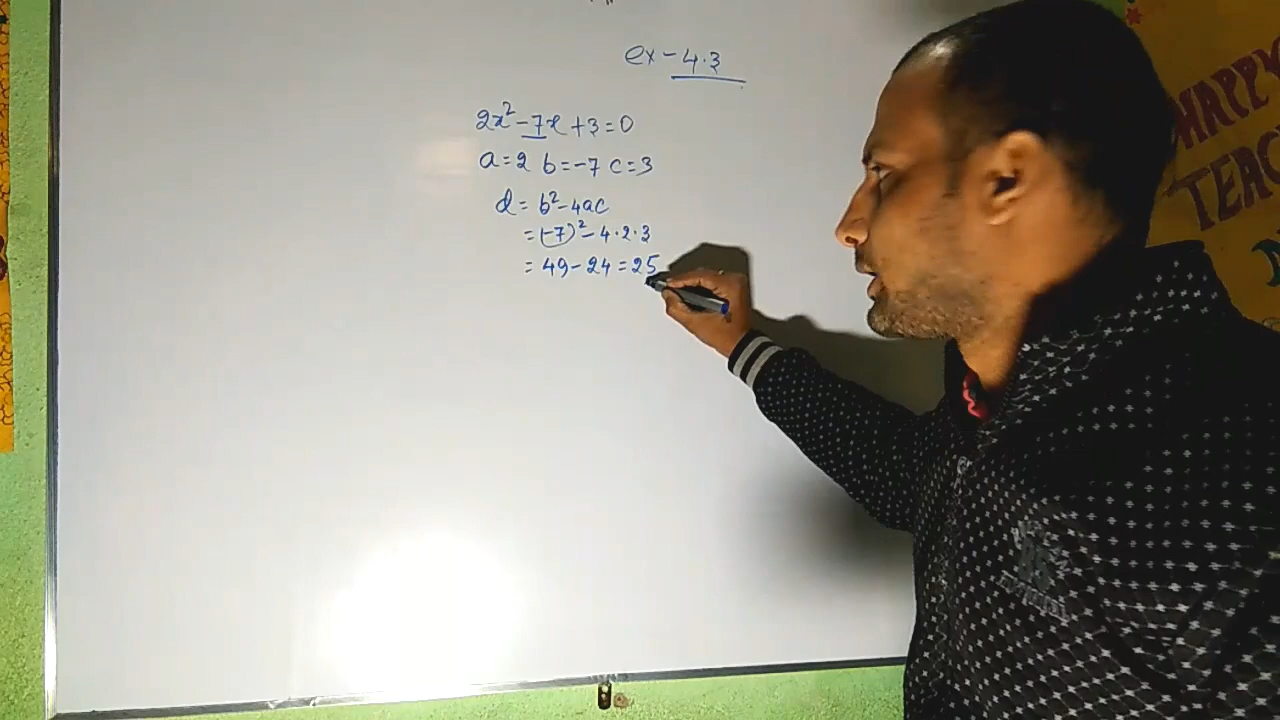 ex - 4.3
2x² - 7x + 3 = 0
a = 2 b = -7 c = 3
d = b² - 4ac
= (-7)² - 4·2·3
= 49 - 24 = 25
HAPPY
TEAC